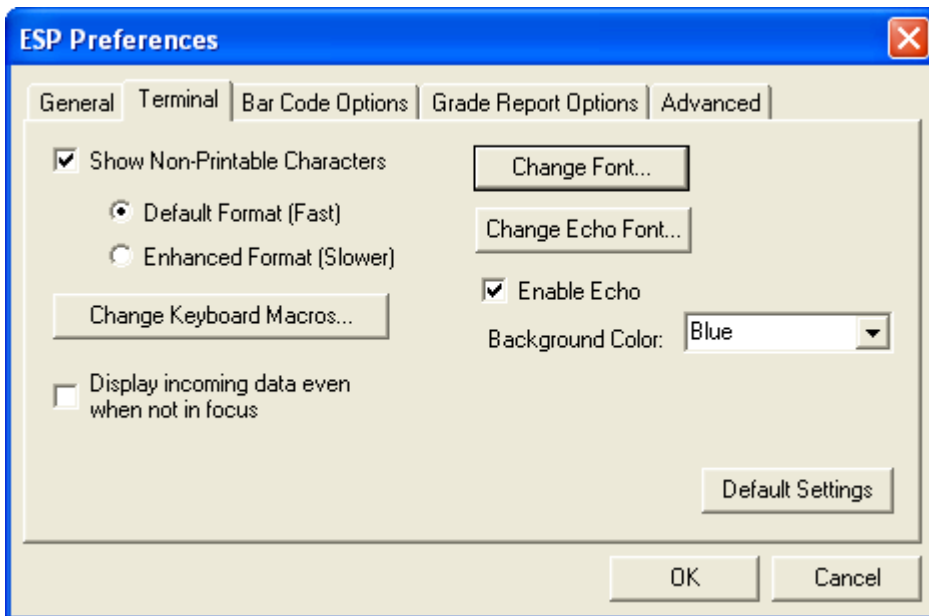 ESP Preferences
General Terminal Bar Code Options Grade Report Options Advanced
Show Non-Printable Characters
Default Format (Fast)
Enhanced Format (Slower)
Change Keyboard Macros...
Display incoming data even
when not in focus
Change Font...
Change Echo Font...
Enable Echo
Background Color: Blue
Default Settings
OK Cancel